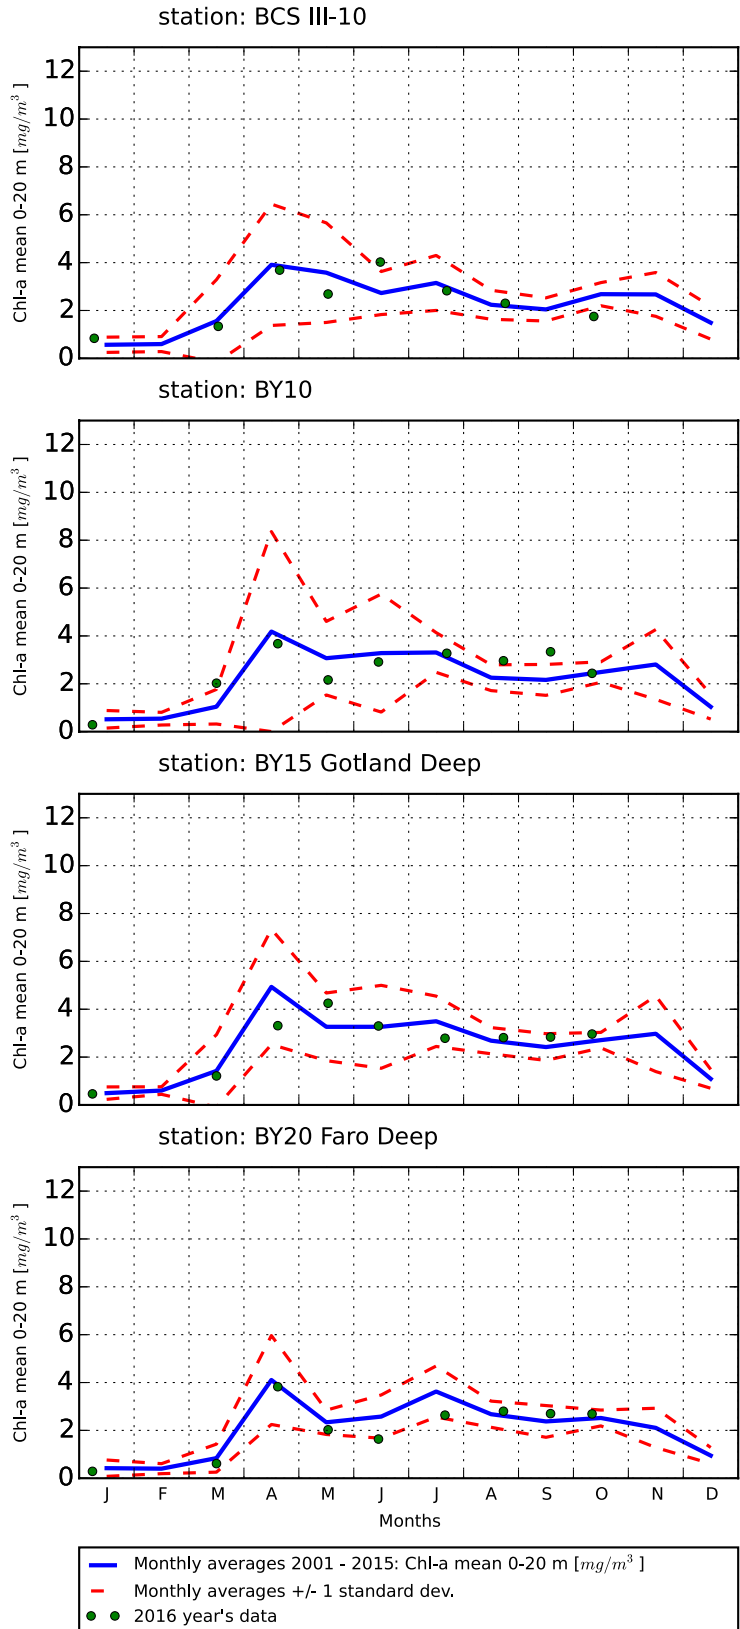 station: BCS III-10
Chl-a mean 0-20 m [mg/m³ ]
12
10
8
6
4
2
0
station: BY10
Chl-a mean 0-20 m [mg/m³ ]
12
10
8
6
4
2
0
station: BY15 Gotland Deep
Chl-a mean 0-20 m [mg/m³ ]
12
10
8
6
4
2
0
station: BY20 Faro Deep
Chl-a mean 0-20 m [mg/m³ ]
12
10
8
6
4
2
0
J F M A M J J A S O N D
Months
Monthly averages 2001 - 2015: Chl-a mean 0-20 m [mg/m³ ]
Monthly averages +/- 1 standard dev.
2016 year's data